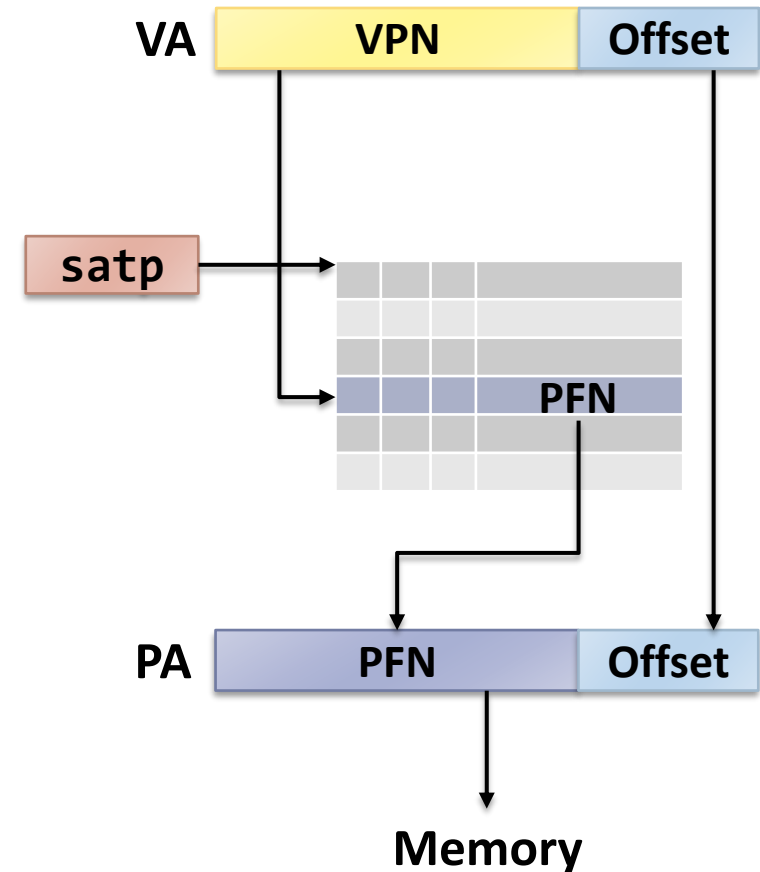 VA VPN Offset
satp
PFN
PA PFN Offset
Memory